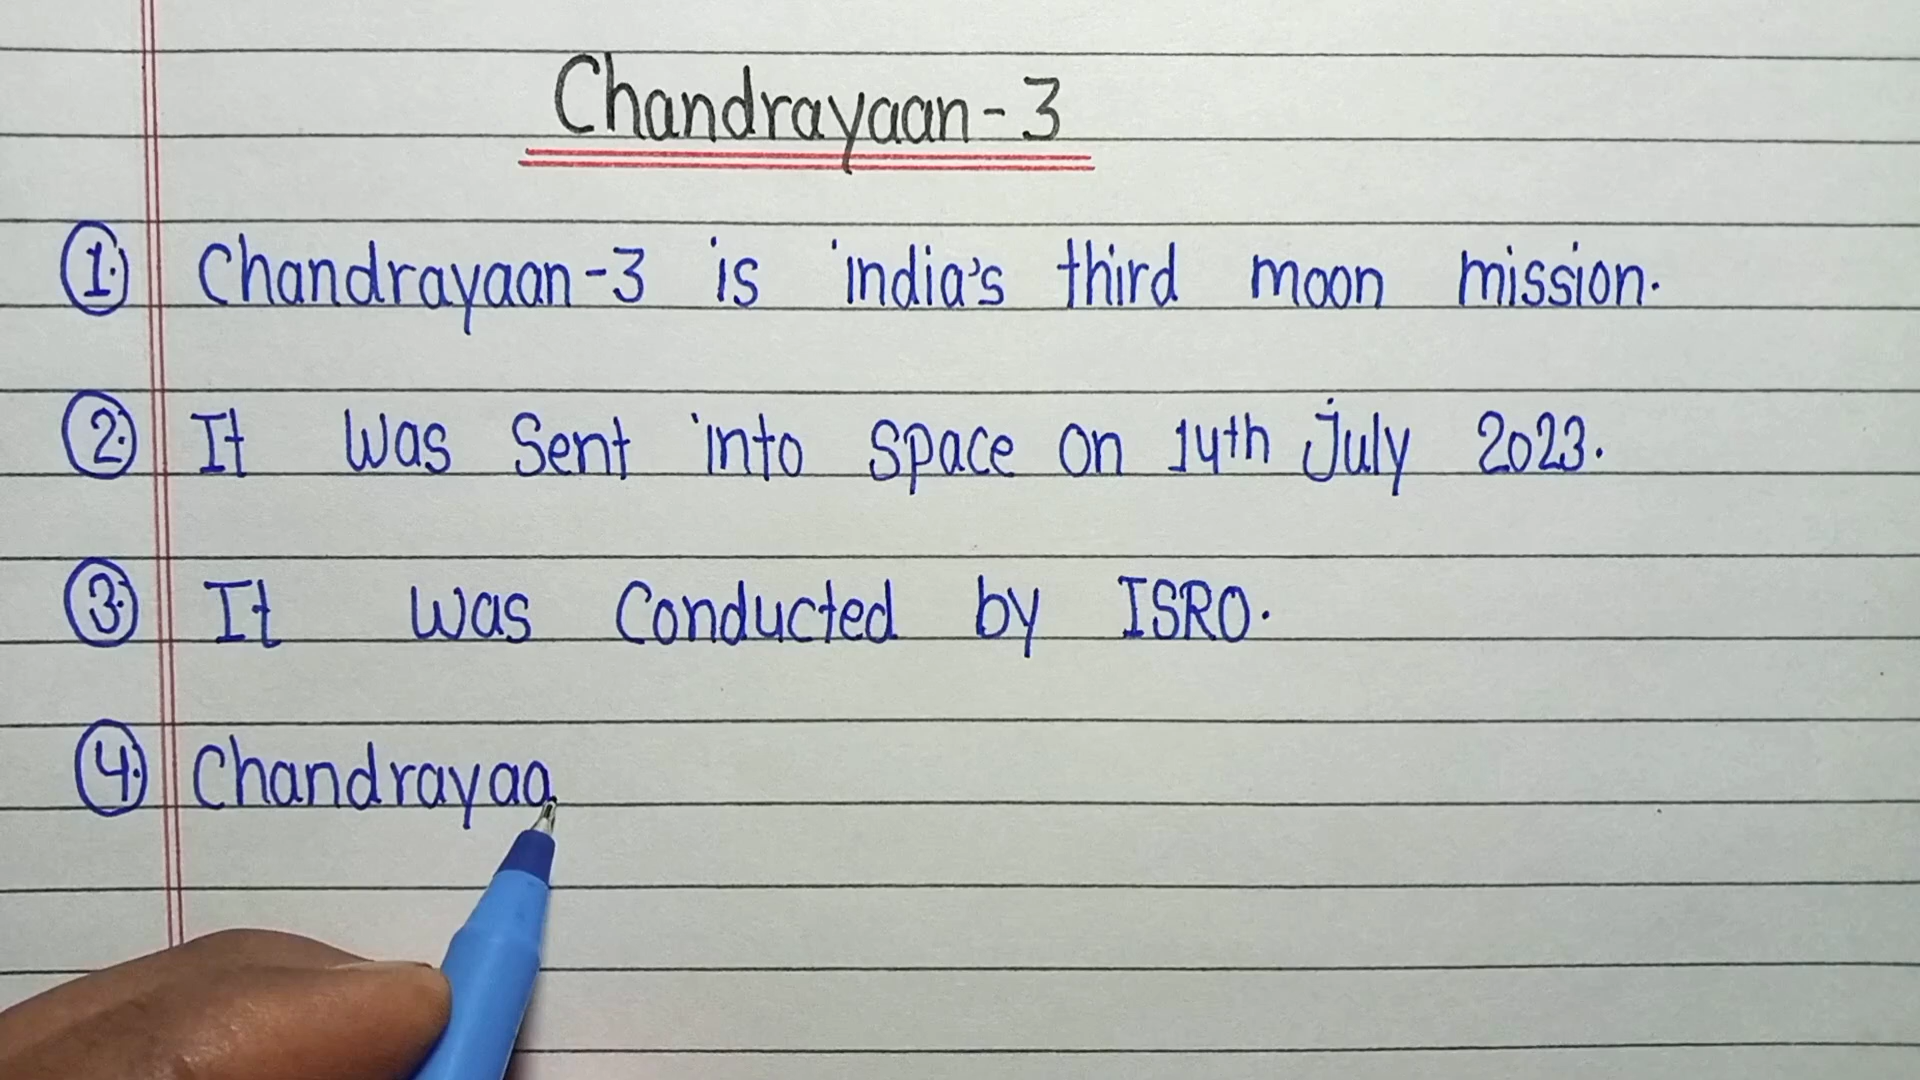 Chandrayaan-3
1. Chandrayaan-3 is india's third moon mission.
2. It was sent into space on 14th July 2023.
3. It was conducted by ISRO.
4. Chandrayaa